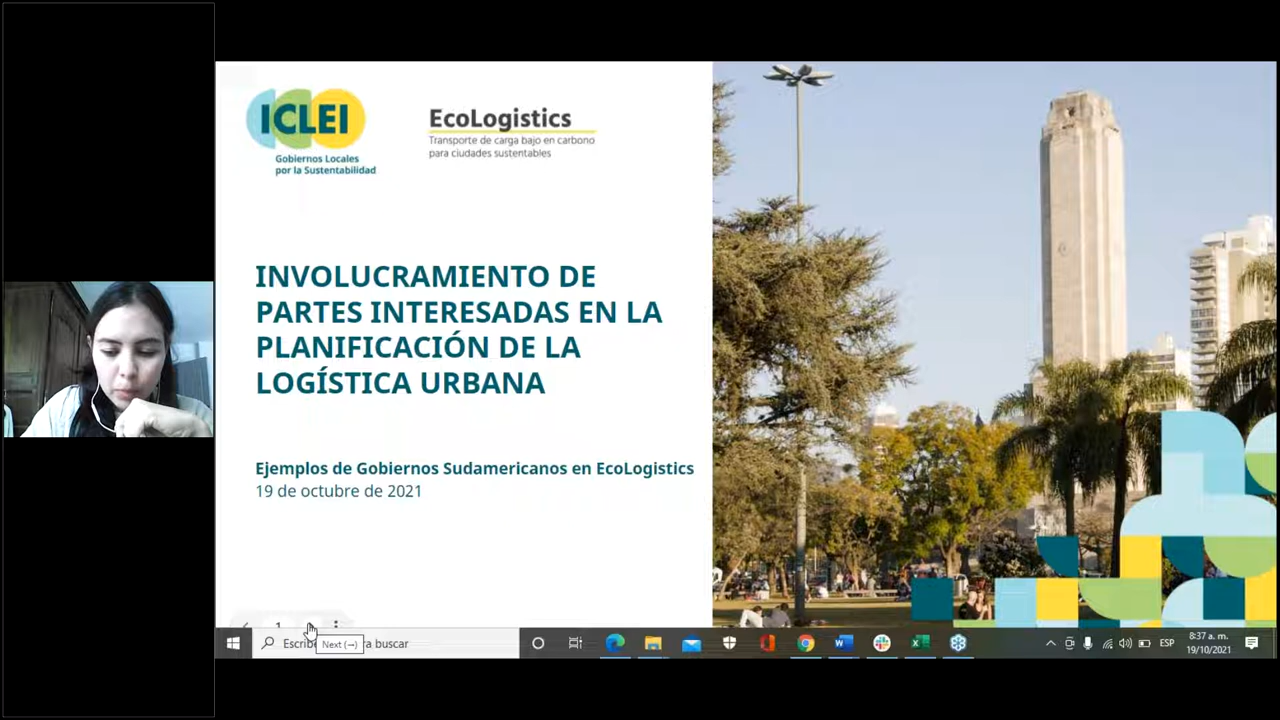 ICLEI
Gobiernos Locales
por la Sustentabilidad
EcoLogistics
Transporte de carga bajo en carbono
para ciudades sustentables
INVOLUCRAMIENTO DE
PARTES INTERESADAS EN LA
PLANIFICACIÓN DE LA
LOGÍSTICA URBANA
Ejemplos de Gobiernos Sudamericanos en EcoLogistics
19 de octubre de 2021
1
Next (→)
ra buscar
ESP
8:37 a. m.
19/10/2021